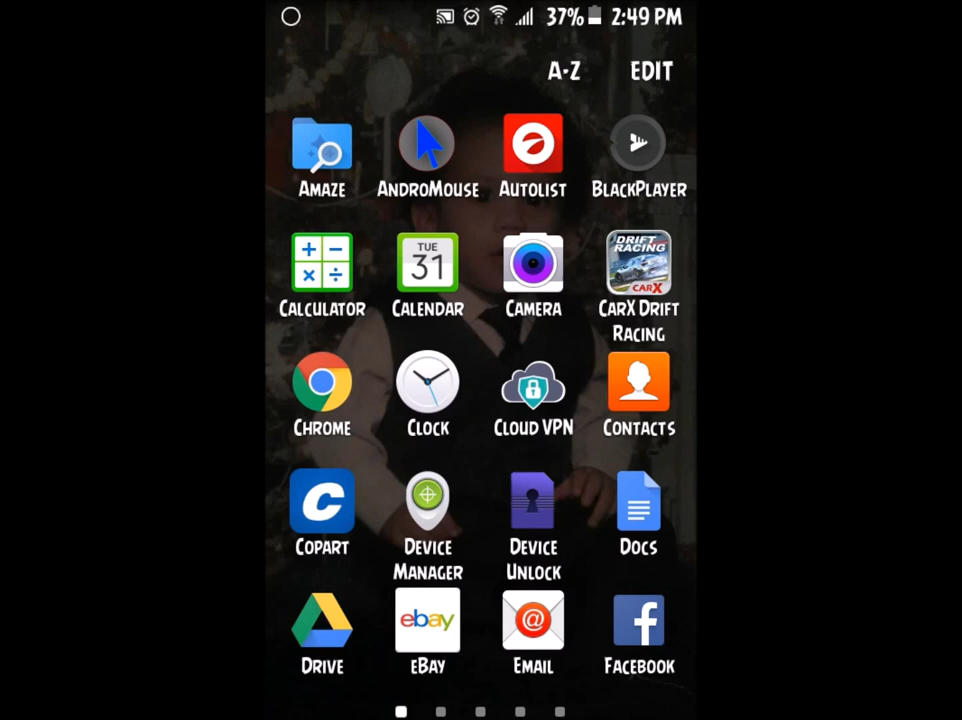 37% 2:49 PM
A-Z EDIT
AMAZE ANDROMOUSE AUTOLIST BLACKPLAYER
TUE
31
DRIFT
RACING
CARX
CALCULATOR CALENDAR CAMERA CARX DRIFT
RACING
CHROME CLOCK CLOUD VPN CONTACTS
C
COPART DEVICE
MANAGER
DEVICE
UNLOCK
DOCS
ebay
@
f
DRIVE EBAY EMAIL FACEBOOK